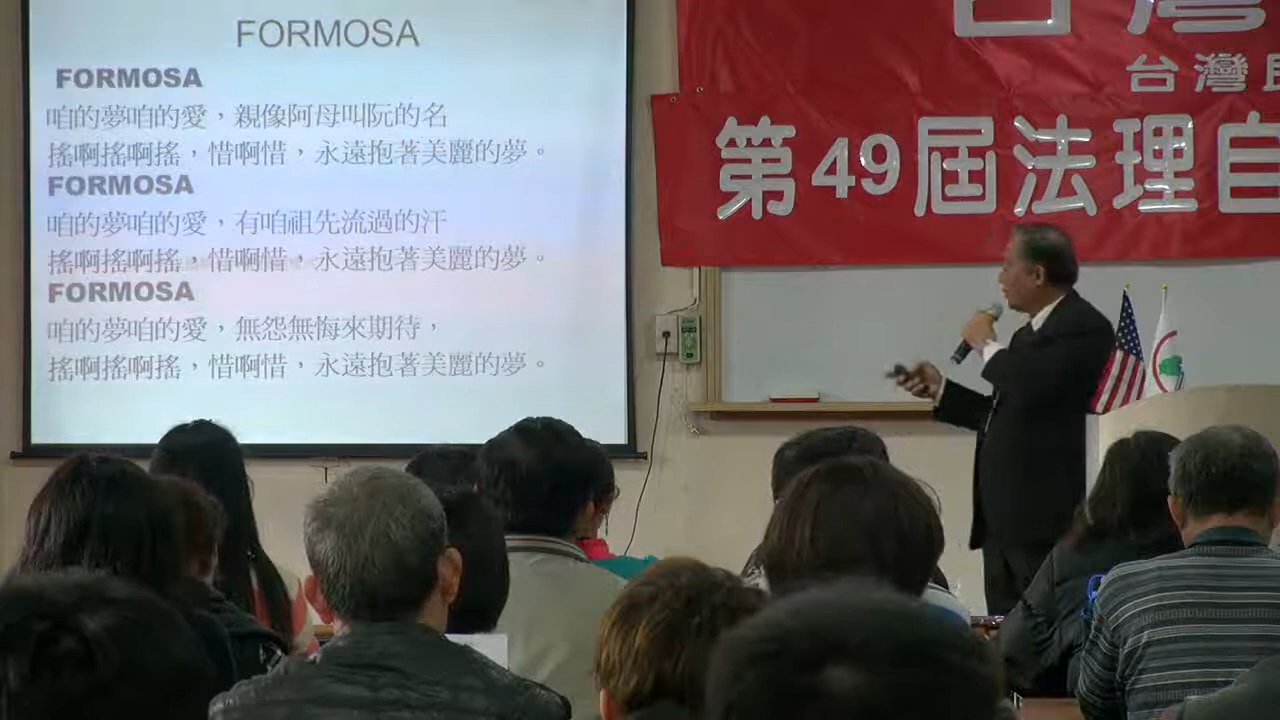 FORMOSA
FORMOSA
咱的夢咱的愛，親像阿母叫阮的名
搖啊搖啊搖，惜啊惜，永遠抱著美麗的夢。
FORMOSA
咱的夢咱的愛，有咱祖先流過的汗
搖啊搖啊搖，惜啊惜，永遠抱著美麗的夢。
FORMOSA
咱的夢咱的愛，無怨無悔來期待，
搖啊搖啊搖，惜啊惜，永遠抱著美麗的夢。
台灣
台灣民
第49屆法理自